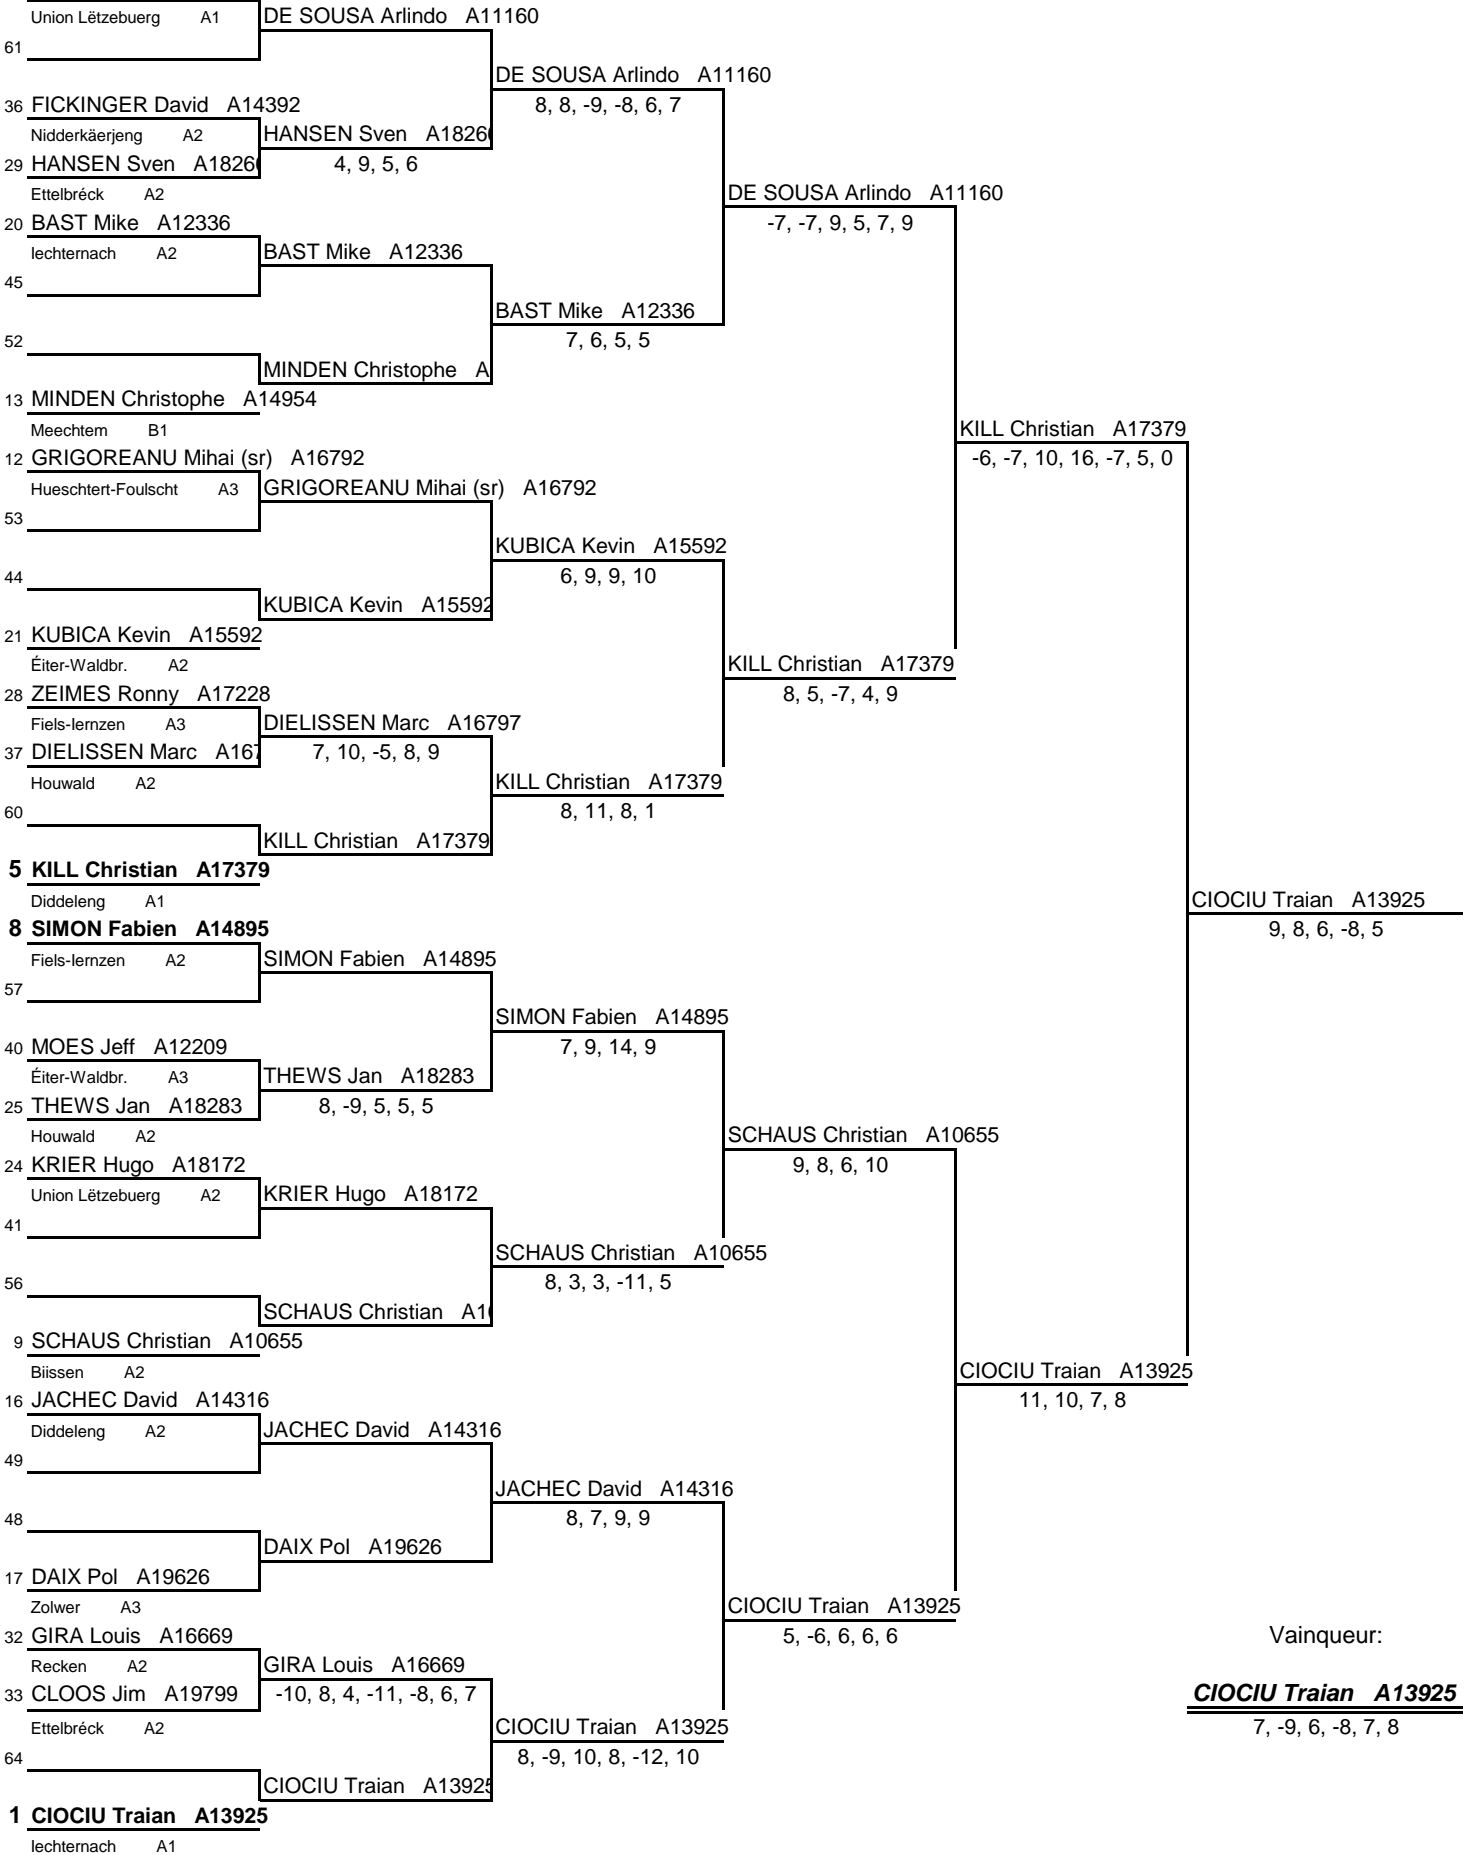 Union Lëtzebuerg A1 DE SOUSA Arlindo A11160
61
DE SOUSA Arlindo A11160
36 FICKINGER David A14392 8, 8, -9, -8, 6, 7
Nidderkäerjeng A2 HANSEN Sven A1826
29 HANSEN Sven A1826 4, 9, 5, 6
Ettelbréck A2 DE SOUSA Arlindo A11160
20 BAST Mike A12336 -7, -7, 9, 5, 7, 9
Iechternach A2 BAST Mike A12336
45
BAST Mike A12336
52 7, 6, 5, 5
MINDEN Christophe A
13 MINDEN Christophe A14954
Meechtem B1 KILL Christian A17379
12 GRIGOREANU Mihai (sr) A16792 -6, -7, 10, 16, -7, 5, 0
Hueschtert-Foulscht A3 GRIGOREANU Mihai (sr) A16792
53
KUBICA Kevin A15592
44 6, 9, 9, 10
KUBICA Kevin A15592
21 KUBICA Kevin A15592
Éiter-Waldbr. A2 KILL Christian A17379
28 ZEIMES Ronny A17228 8, 5, -7, 4, 9
Fiels-Iernzen A3 DIELISSEN Marc A16797
37 DIELISSEN Marc A167 7, 10, -5, 8, 9
Houwald A2 KILL Christian A17379
60 8, 11, 8, 1
KILL Christian A17379
5 KILL Christian A17379
Diddeleng A1 CIOCIU Traian A13925
8 SIMON Fabien A14895 9, 8, 6, -8, 5
Fiels-Iernzen A2 SIMON Fabien A14895
57
SIMON Fabien A14895
40 MOES Jeff A12209 7, 9, 14, 9
Éiter-Waldbr. A3 THEWS Jan A18283
25 THEWS Jan A18283 8, -9, 5, 5, 5
Houwald A2 SCHAUS Christian A10655
24 KRIER Hugo A18172 9, 8, 6, 10
Union Lëtzebuerg A2 KRIER Hugo A18172
41
SCHAUS Christian A10655
56 8, 3, 3, -11, 5
SCHAUS Christian A1
9 SCHAUS Christian A10655
Biissen A2 CIOCIU Traian A13925
16 JACHEC David A14316 11, 10, 7, 8
Diddeleng A2 JACHEC David A14316
49
JACHEC David A14316
48 8, 7, 9, 9
DAIX Pol A19626
17 DAIX Pol A19626
Zolwer A3 CIOCIU Traian A13925
32 GIRA Louis A16669 5, -6, 6, 6, 6 Vainqueur:
Recken A2 GIRA Louis A16669
33 CLOOS Jim A19799 -10, 8, 4, -11, -8, 6, 7 CIOCIU Traian A13925
Ettelbréck A2 CIOCIU Traian A13925 7, -9, 6, -8, 7, 8
64 8, -9, 10, 8, -12, 10
CIOCIU Traian A13925
1 CIOCIU Traian A13925
Iechternach A1